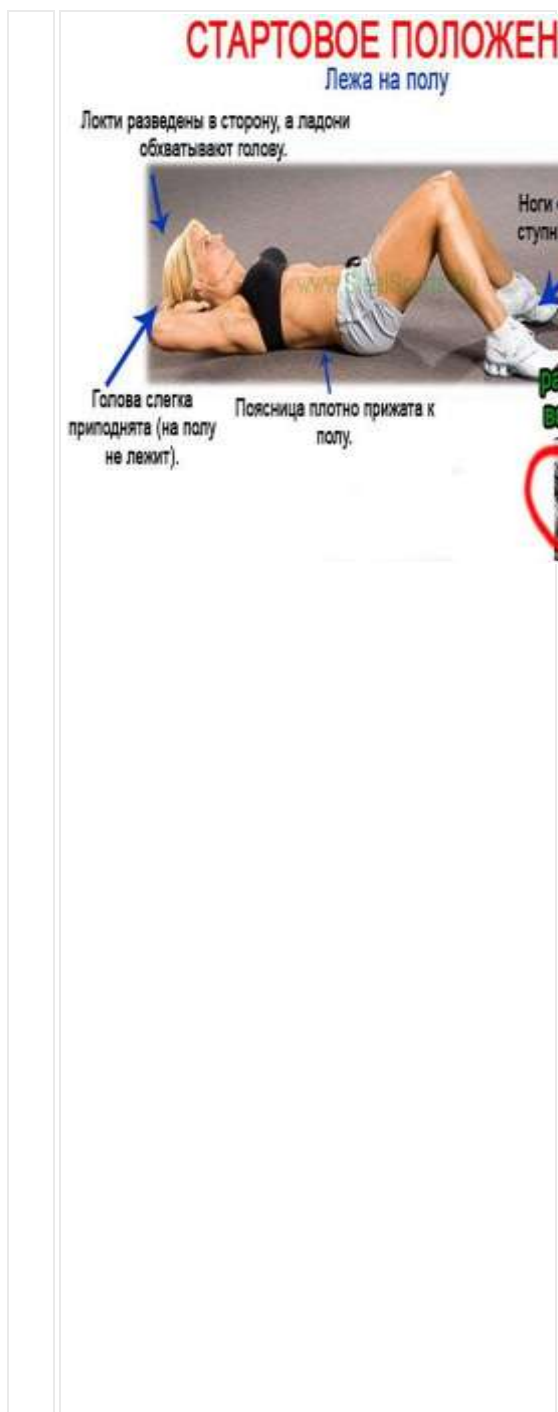 СТАРТОВОЕ ПОЛОЖЕН
Лежа на полу
Локти разведены в сторону, а ладони
обхватывают голову.
Ноги
ступн
Голова слегка
приподнята (на полу
не лежит).
Поясница плотно прижата к
полу.